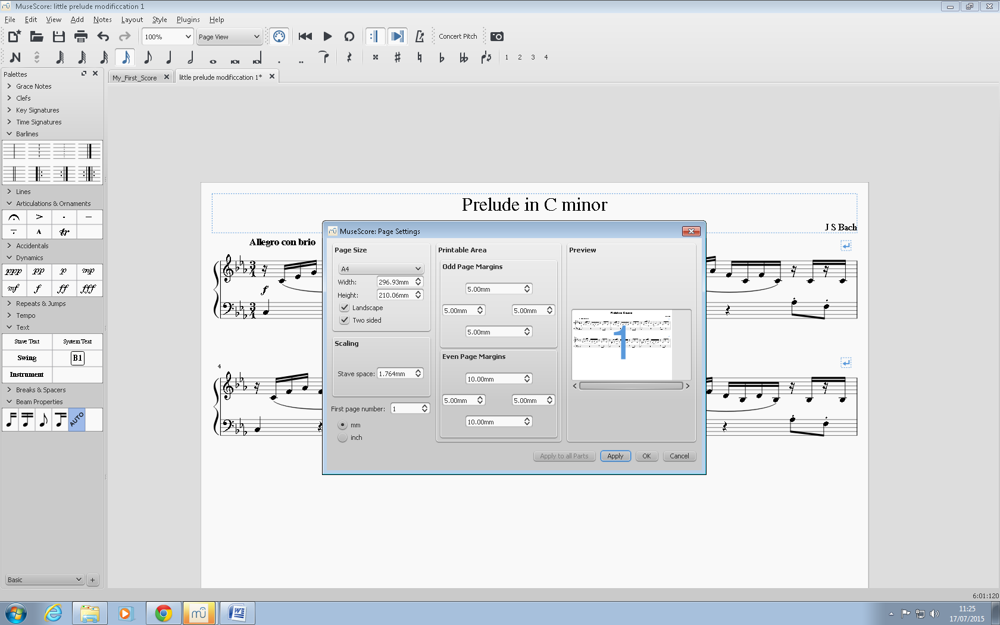 MuseScore: little prelude modificcation 1
File Edit View Add Notes Layout Style Plugins Help
100% Page View Concert Pitch
1 2 3 4
Palettes
My_First_Score
little prelude modificcation 1*
Grace Notes
Clefs
Key Signatures
Time Signatures
Barlines
Lines
Articulations & Ornaments
tr
Accidentals
Dynamics
ppp pp p mp
mf f ff fff
Repeats & Jumps
Tempo
Text
Stave Text System Text
Swing B1
Instrument
Breaks & Spacers
Beam Properties
AUTO
Basic
Prelude in C minor
J S Bach
Allegro con brio
f
4
MuseScore: Page Settings
Page Size
A4
Width: 296.93mm
Height: 210.06mm
Landscape
Two sided
Scaling
Stave space: 1.764mm
First page number: 1
mm
inch
Printable Area
Odd Page Margins
5.00mm
5.00mm 5.00mm
5.00mm
Even Page Margins
10.00mm
5.00mm 5.00mm
10.00mm
Preview
1
Apply to all Parts Apply OK Cancel
6:01:120
11:25
17/07/2015